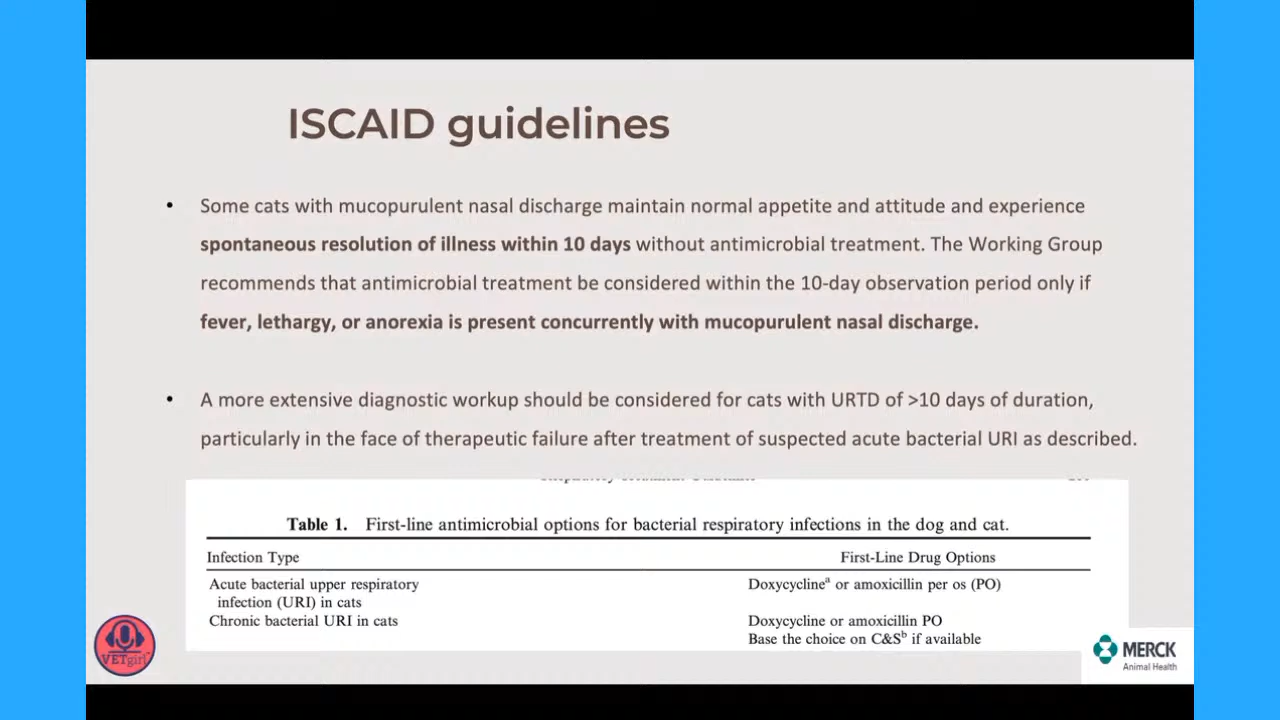 ISCAID guidelines
• Some cats with mucopurulent nasal discharge maintain normal appetite and attitude and experience
spontaneous resolution of illness within 10 days without antimicrobial treatment. The Working Group
recommends that antimicrobial treatment be considered within the 10-day observation period only if
fever, lethargy, or anorexia is present concurrently with mucopurulent nasal discharge.
• A more extensive diagnostic workup should be considered for cats with URTD of >10 days of duration,
particularly in the face of therapeutic failure after treatment of suspected acute bacterial URI as described.
Table 1. First-line antimicrobial options for bacterial respiratory infections in the dog and cat.
Infection Type First-Line Drug Options
Acute bacterial upper respiratory Doxycyclineᵃ or amoxicillin per os (PO)
infection (URI) in cats
Chronic bacterial URI in cats Doxycycline or amoxicillin PO
Base the choice on C&Sᵇ if available
VETgirl
MERCK
Animal Health